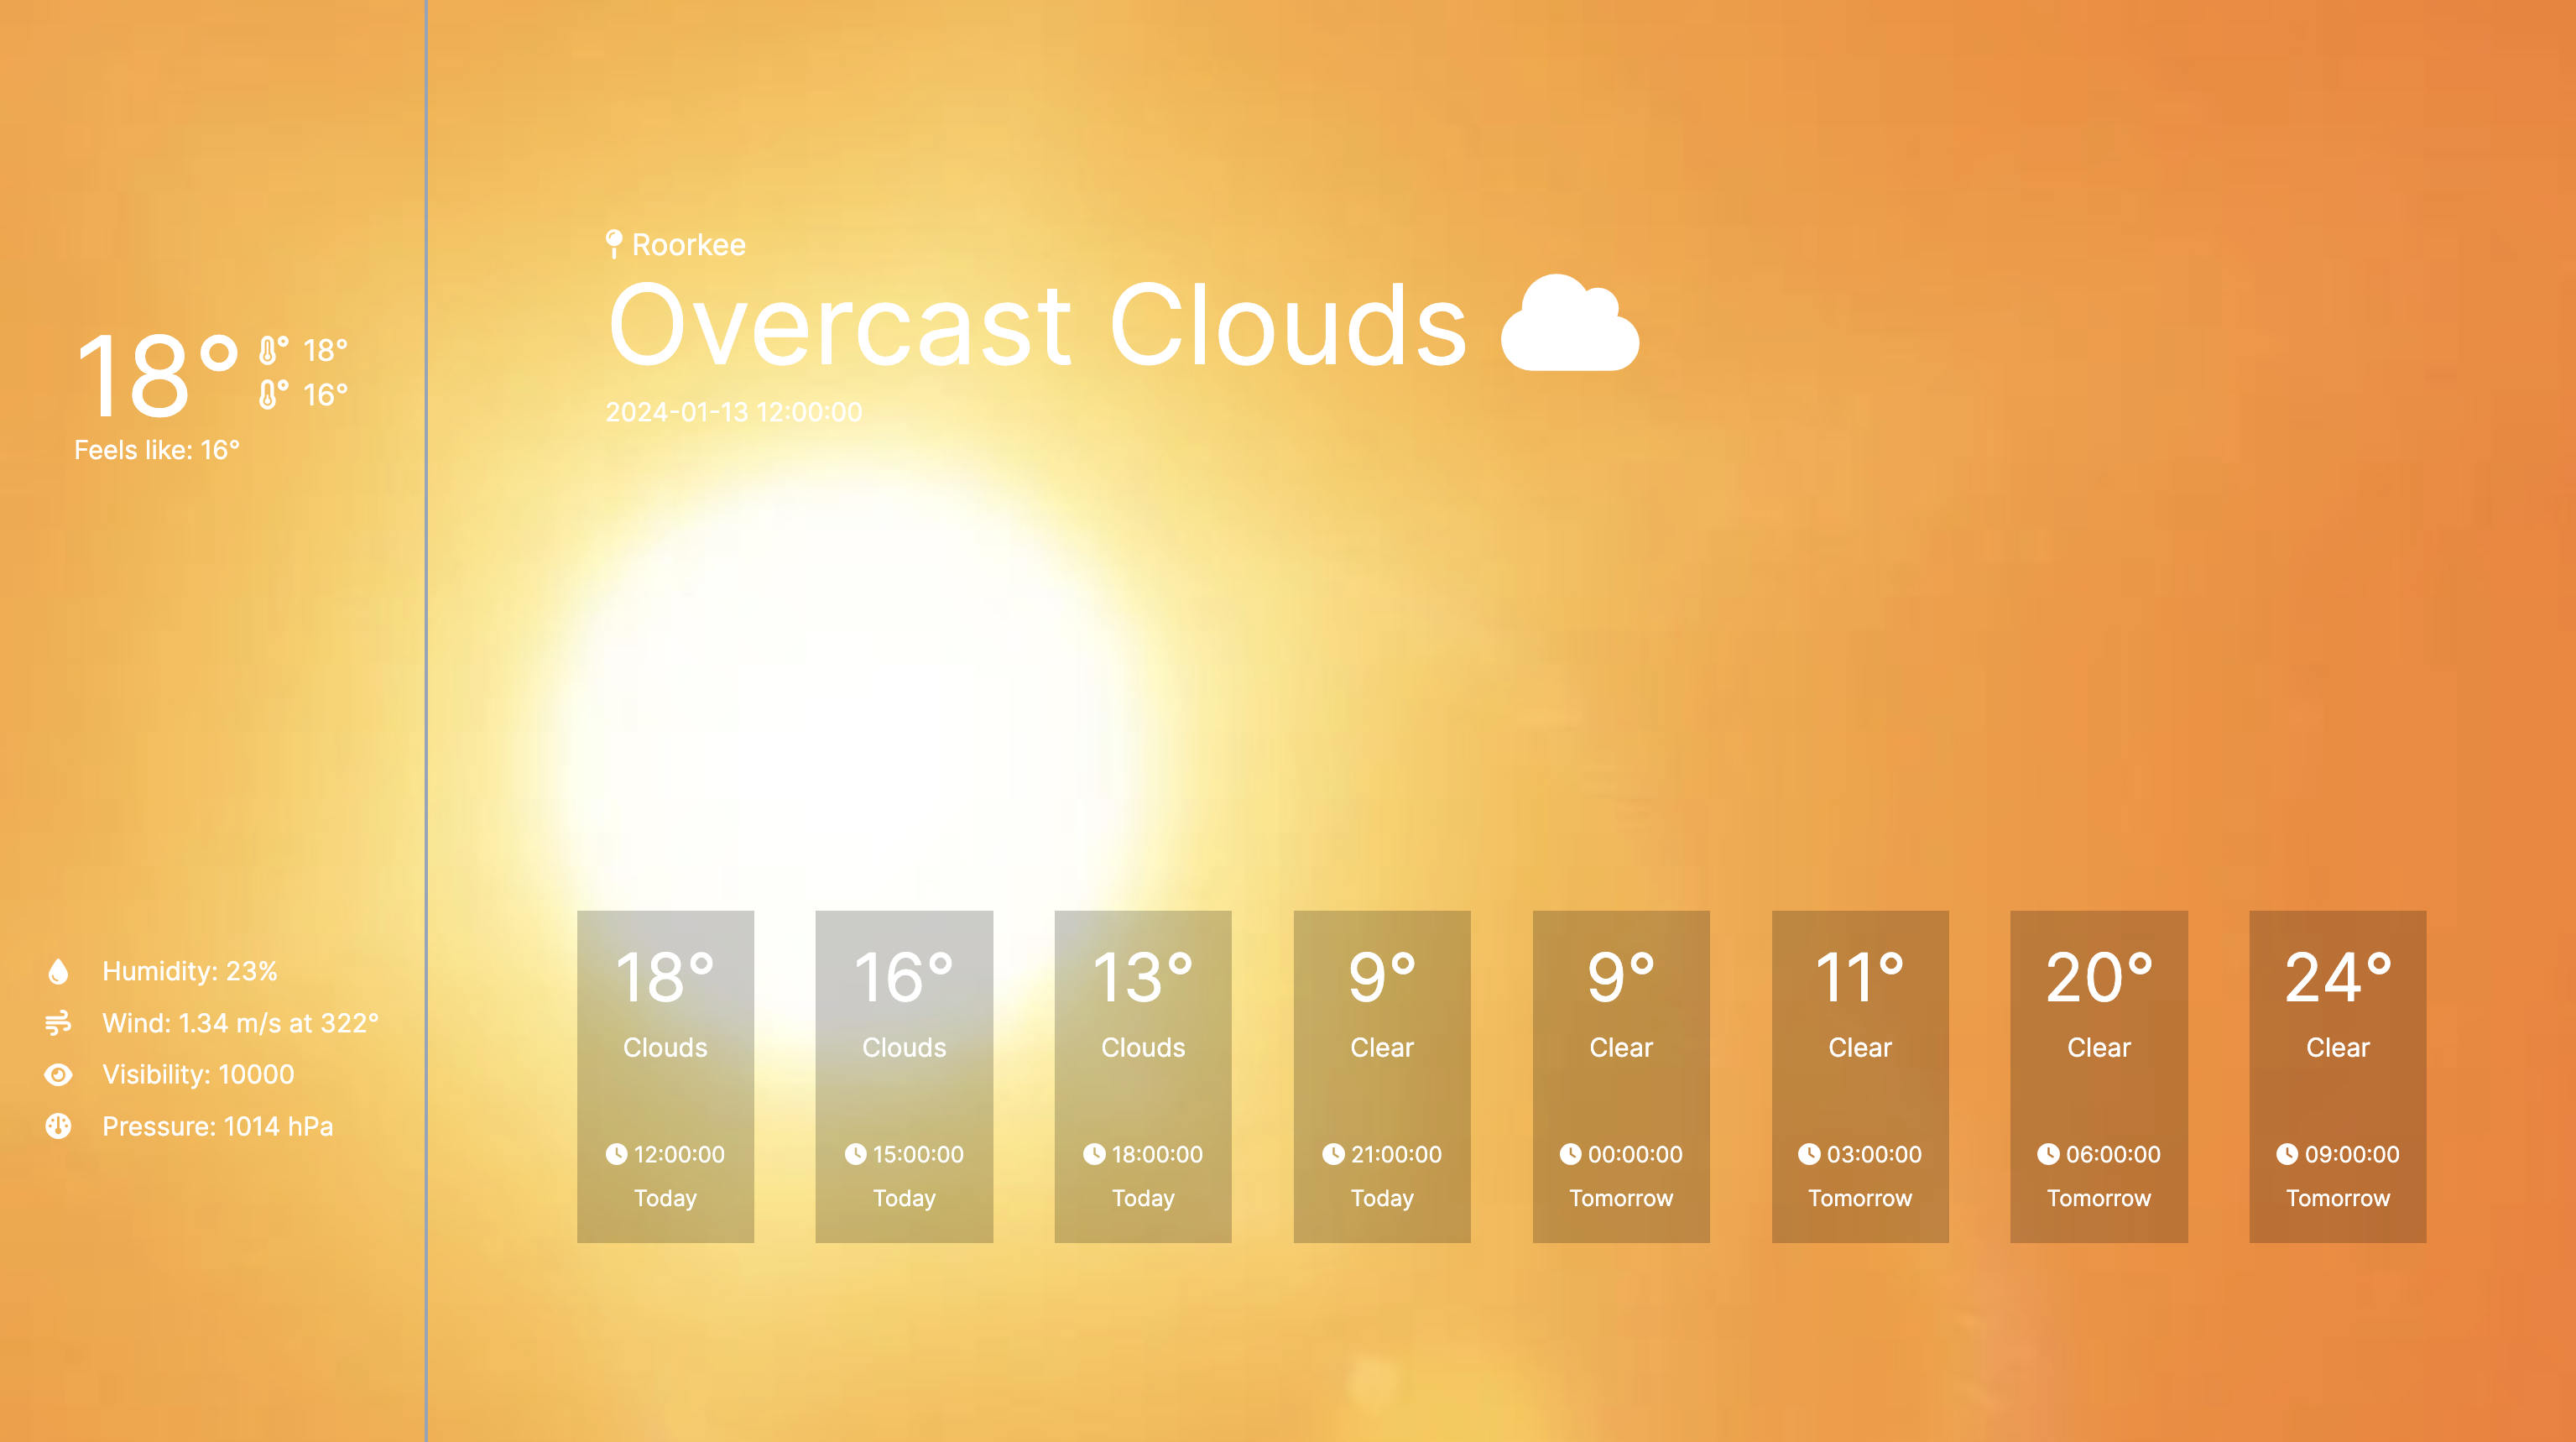 18°
18°
16°
Feels like: 16°
Humidity: 23%
Wind: 1.34 m/s at 322°
Visibility: 10000
Pressure: 1014 hPa
Roorkee
Overcast Clouds
2024-01-13 12:00:00
18°
Clouds
12:00:00
Today
16°
Clouds
15:00:00
Today
13°
Clouds
18:00:00
Today
9°
Clear
21:00:00
Today
9°
Clear
00:00:00
Tomorrow
11°
Clear
03:00:00
Tomorrow
20°
Clear
06:00:00
Tomorrow
24°
Clear
09:00:00
Tomorrow